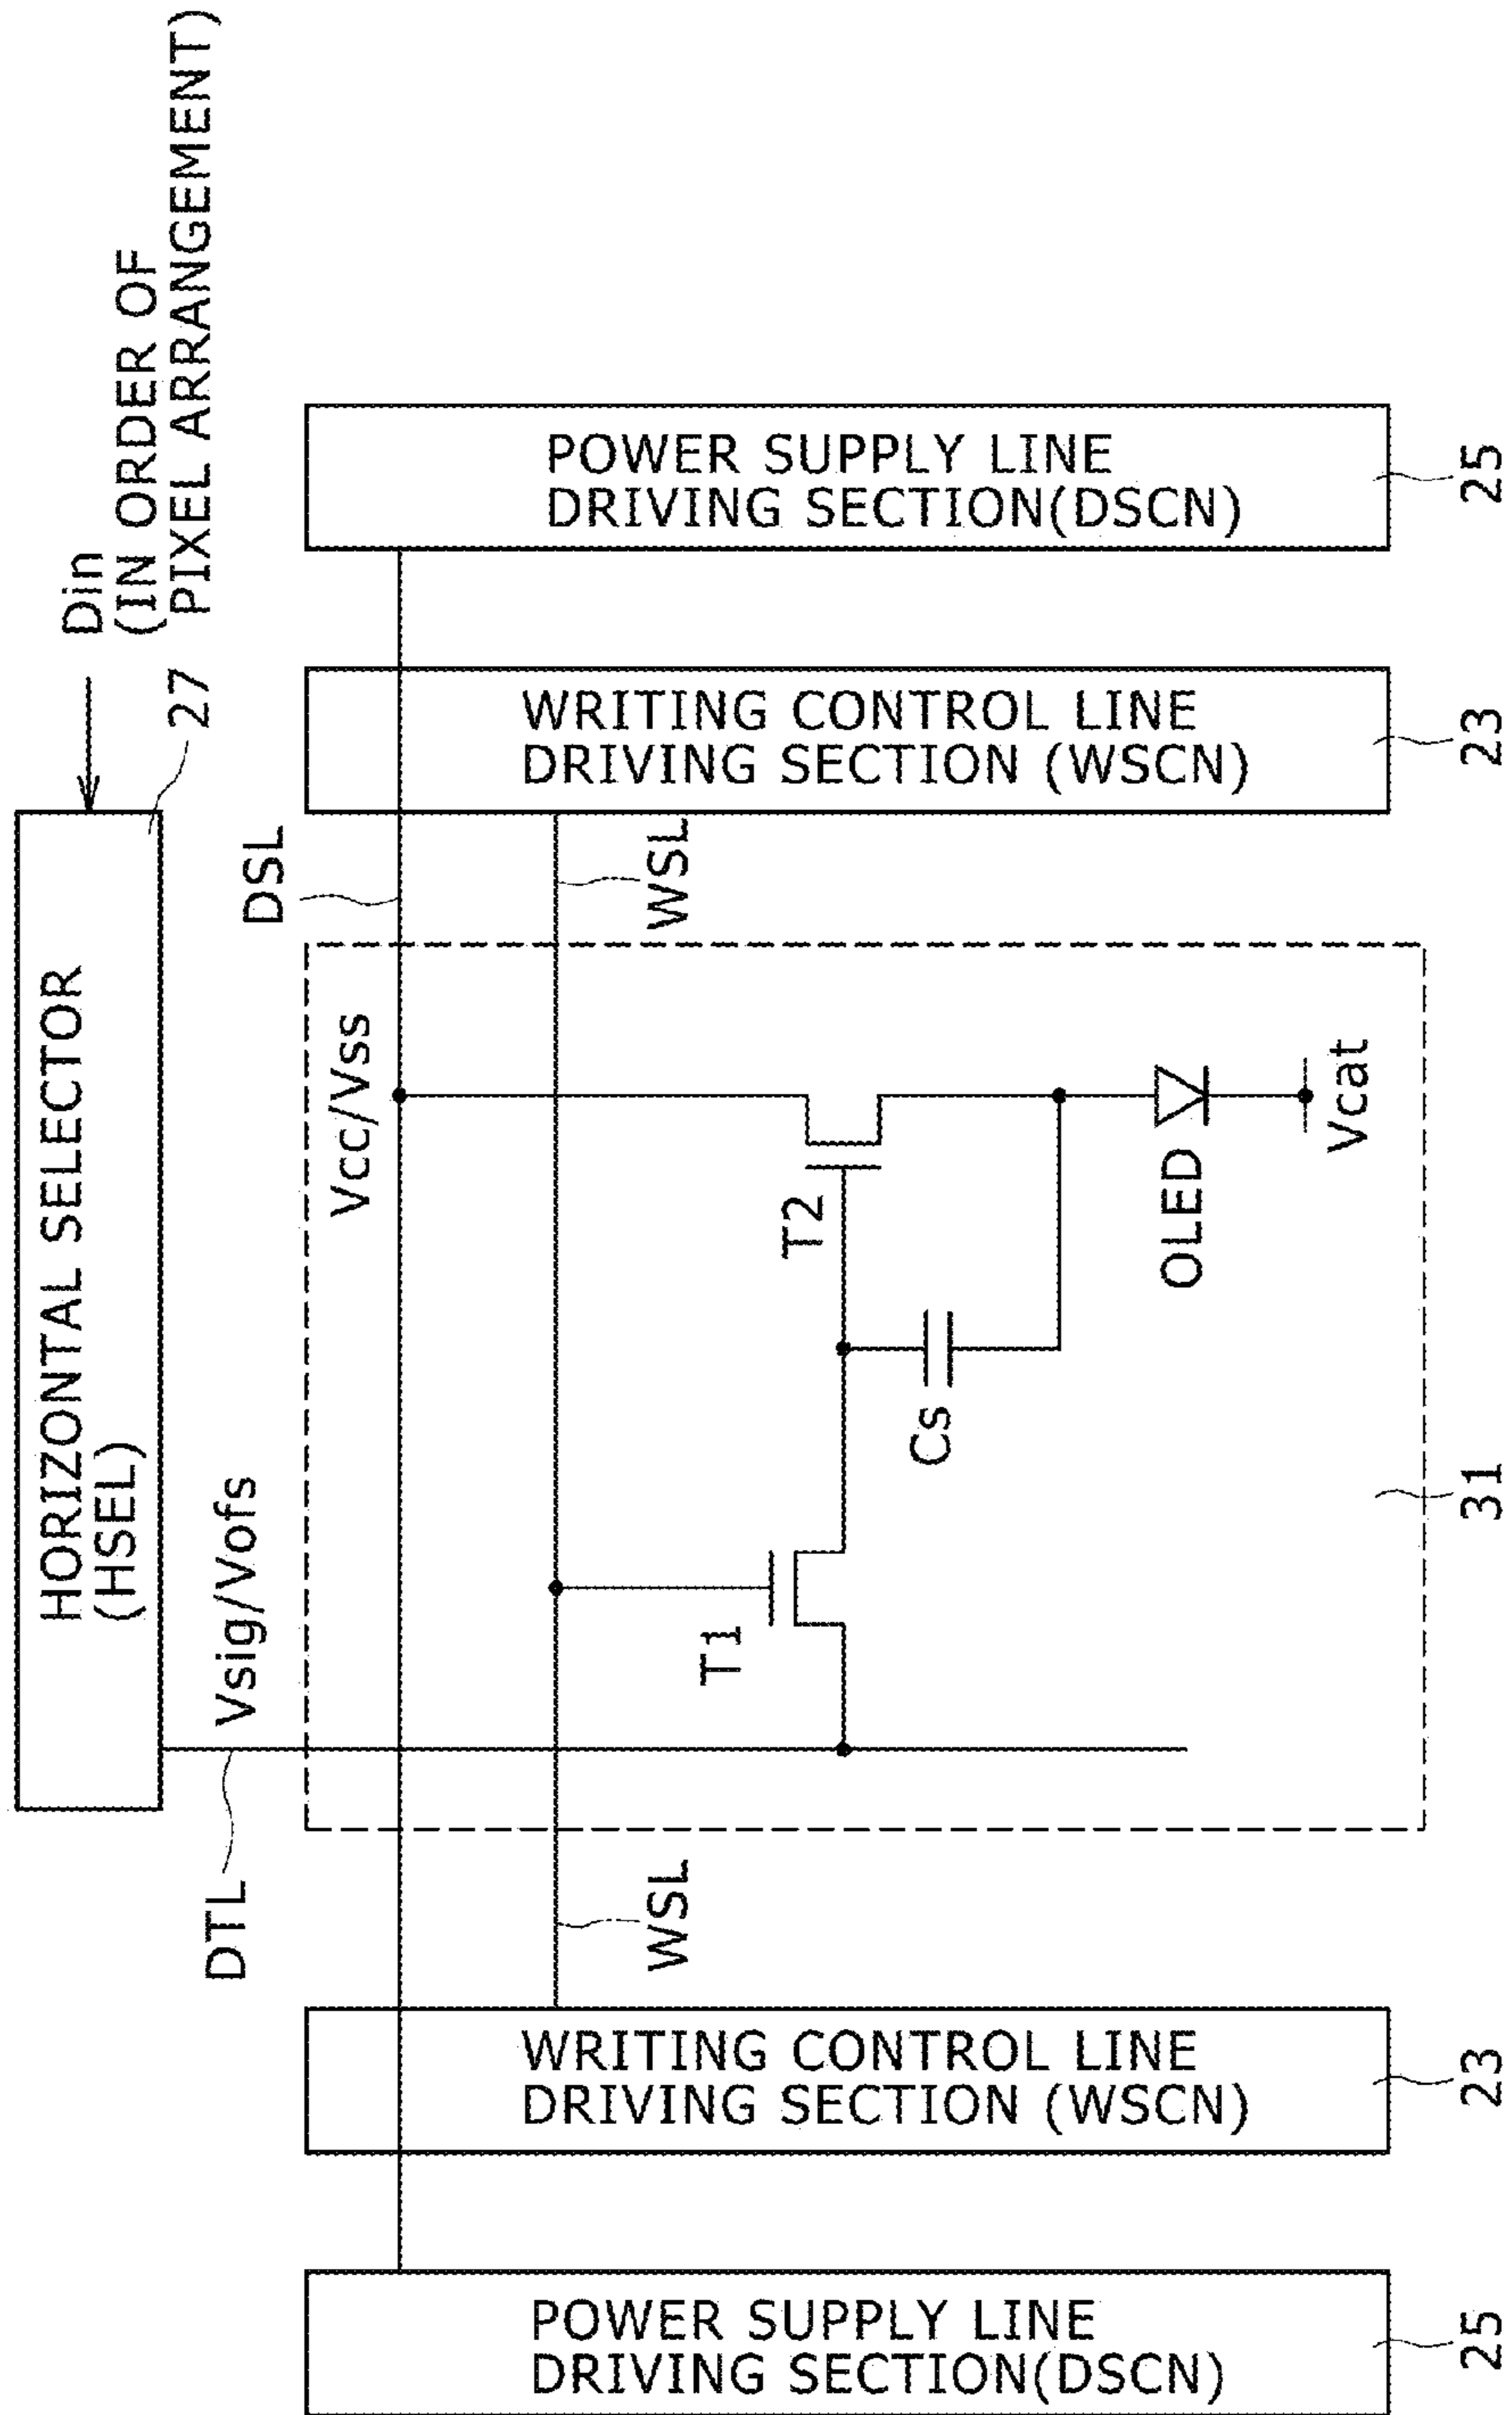 Din
(IN ORDER OF
PIXEL ARRANGEMENT)
HORIZONTAL SELECTOR
(HSEL)
27
DTL
Vsig/Vofs
DSL
Vcc/Vss
WSL
WSL
T1
T2
Cs
OLED
Vcat
POWER SUPPLY LINE
DRIVING SECTION(DSCN)
WRITING CONTROL LINE
DRIVING SECTION (WSCN)
WRITING CONTROL LINE
DRIVING SECTION (WSCN)
POWER SUPPLY LINE
DRIVING SECTION(DSCN)
25
23
31
23
25